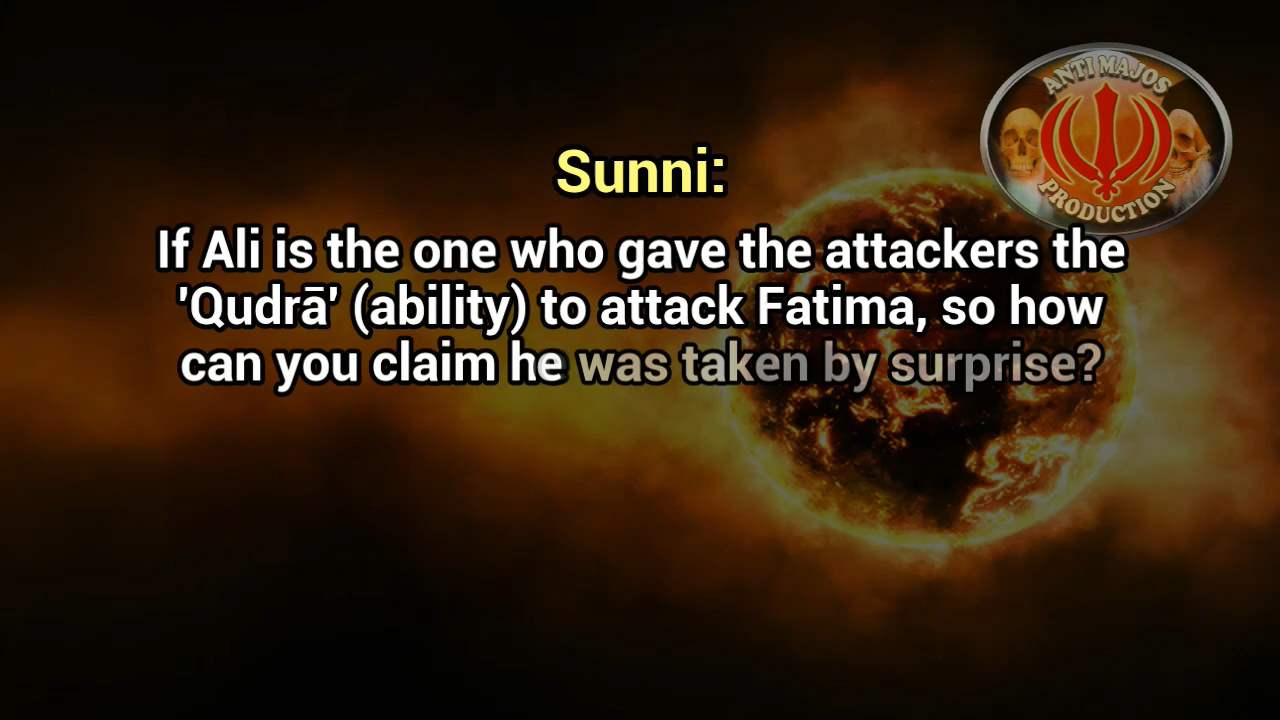 ANTI MAJOS
PRODUCTION
Sunni:
If Ali is the one who gave the attackers the
'Qudrā' (ability) to attack Fatima, so how
can you claim he was taken by surprise?